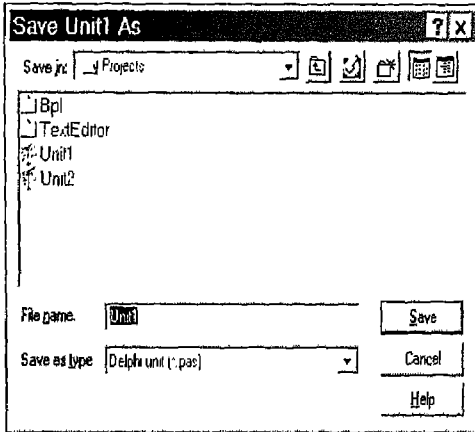 Save Unit1 As
Save in: Projects
Bpl
TextEditor
Unit1
Unit2
File name: Unit1
Save
Save as type Delphi unit (*.pas)
Cancel
Help